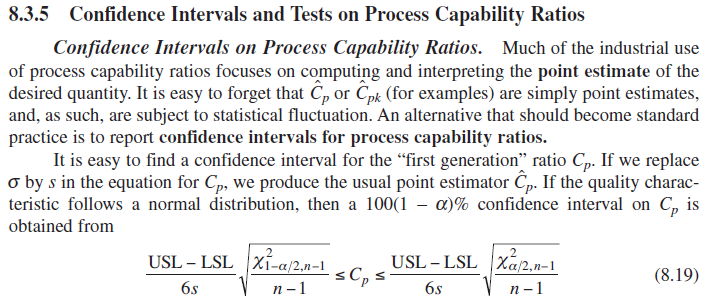 8.3.5 Confidence Intervals and Tests on Process Capability Ratios
Confidence Intervals on Process Capability Ratios. Much of the industrial use
of process capability ratios focuses on computing and interpreting the point estimate of the
desired quantity. It is easy to forget that Ĉp or Ĉpk (for examples) are simply point estimates,
and, as such, are subject to statistical fluctuation. An alternative that should become standard
practice is to report confidence intervals for process capability ratios.
It is easy to find a confidence interval for the “first generation” ratio Cp. If we replace
σ by s in the equation for Cp, we produce the usual point estimator Ĉp. If the quality charac-
teristic follows a normal distribution, then a 100(1 − α)% confidence interval on Cp is
obtained from
(USL − LSL)/(6s) √(χ²1−α/2,n−1/(n − 1)) ≤ Cp ≤ (USL − LSL)/(6s) √(χ²α/2,n−1/(n − 1)) (8.19)